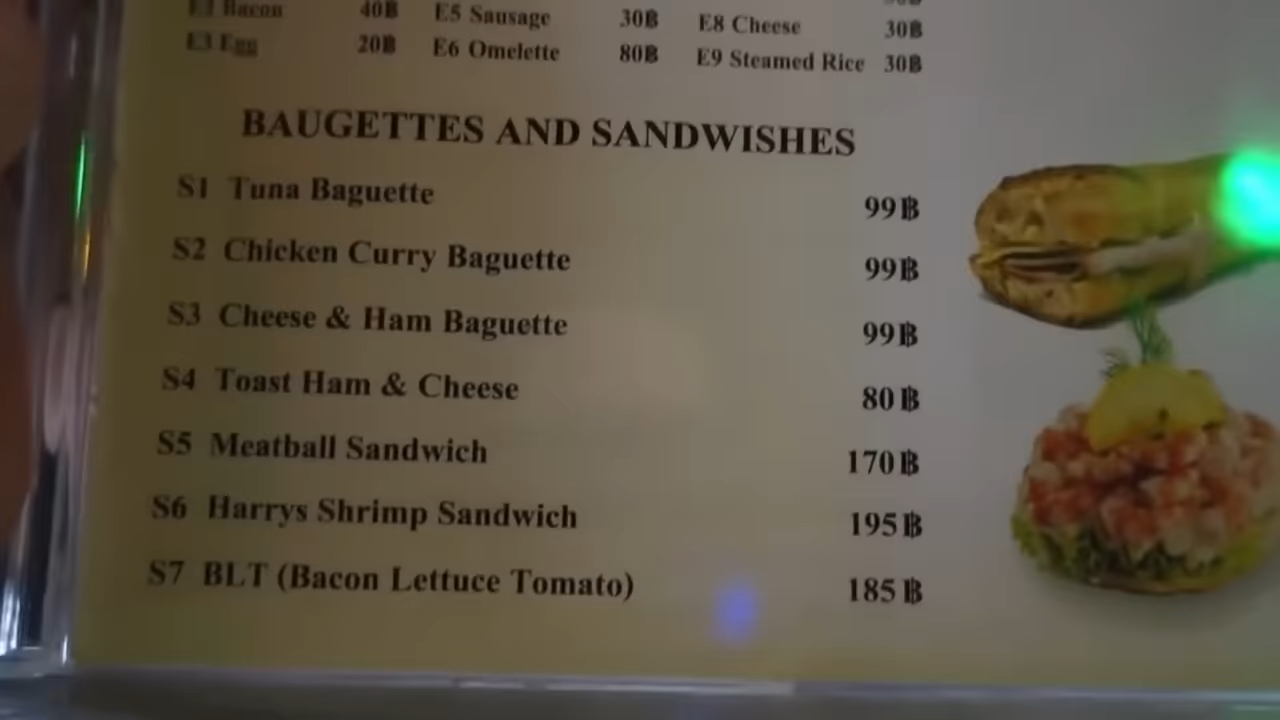 Bacon 40฿ E5 Sausage 30฿ E8 Cheese 30฿
E3 Egg 20฿ E6 Omelette 80฿ E9 Steamed Rice 30฿
BAUGETTES AND SANDWISHES
S1 Tuna Baguette 99฿
S2 Chicken Curry Baguette 99฿
S3 Cheese & Ham Baguette 99฿
S4 Toast Ham & Cheese 80฿
S5 Meatball Sandwich 170฿
S6 Harrys Shrimp Sandwich 195฿
S7 BLT (Bacon Lettuce Tomato) 185฿